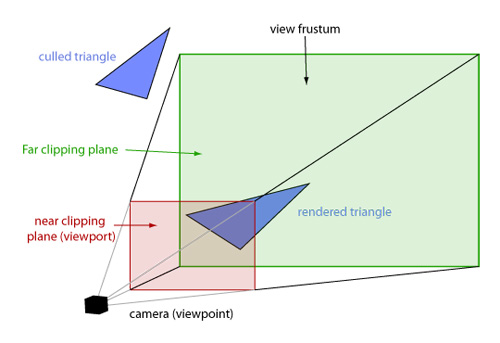 view frustum
culled triangle
Far clipping plane
near clipping
plane (viewport)
rendered triangle
camera (viewpoint)